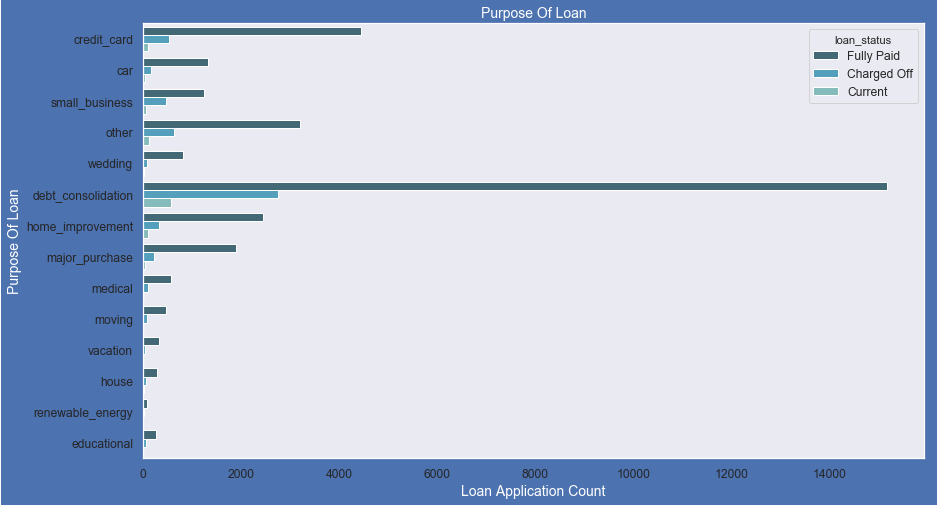 Purpose Of Loan
loan_status
Fully Paid
Charged Off
Current
Purpose Of Loan
credit_card
car
small_business
other
wedding
debt_consolidation
home_improvement
major_purchase
medical
moving
vacation
house
renewable_energy
educational
0 2000 4000 6000 8000 10000 12000 14000
Loan Application Count